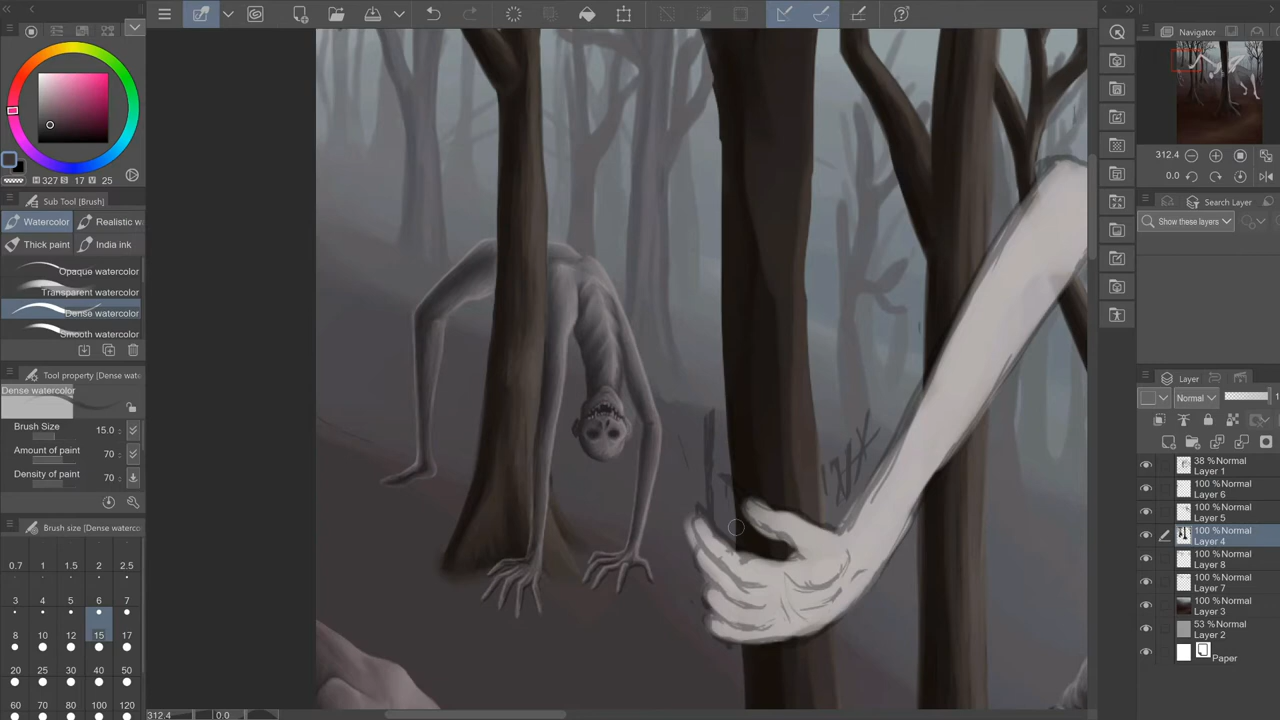 Navigator
312.4
0.0
H 327 S 17 V 25
Sub Tool [Brush]
Search Layer
Watercolor
Realistic w
Show these layers
Thick paint
India ink
Opaque watercolor
Transparent watercolor
Dense watercolor
Smooth watercolor
Tool property [Dense wate
Layer
Dense watercolor
Normal
1
Brush Size
15.0
Amount of paint
70
Density of paint
70
38 %Normal
Layer 1
100 %Normal
Layer 6
100 %Normal
Layer 5
100 %Normal
Layer 4
100 %Normal
Layer 8
100 %Normal
Layer 7
100 %Normal
Layer 3
53 %Normal
Layer 2
Paper
Brush size [Dense waterco
0.7 1 1.5 2 2.5
3 4 5 6 7
8 10 12 15 17
20 25 30 40 50
60 70 80 100 120
312.4 0.0